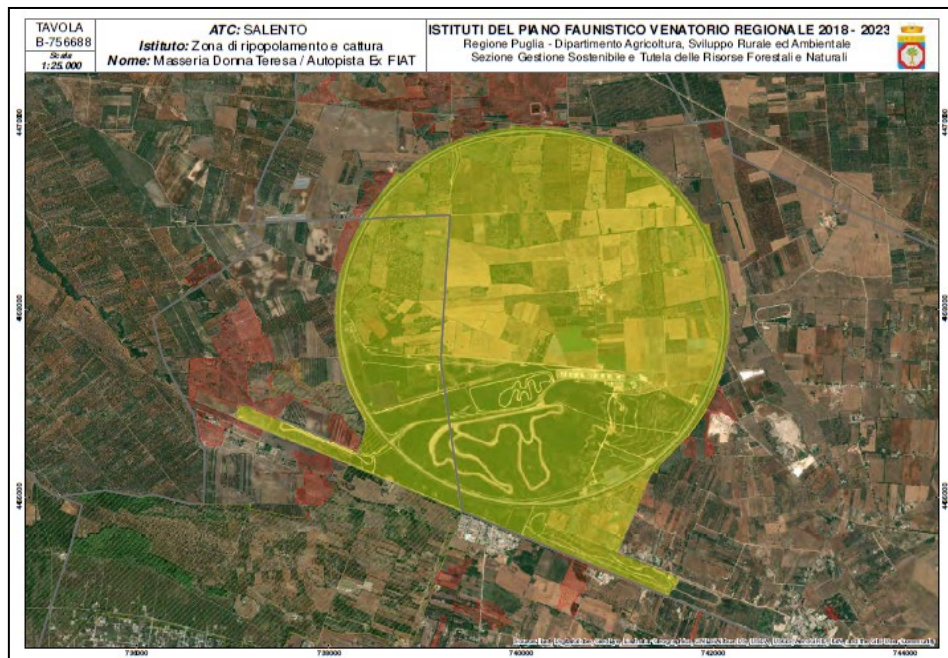 TAVOLA
B-756688
Scala
1:25.000
ATC: SALENTO
Istituto: Zona di ripopolamento e cattura
Nome: Masseria Donna Teresa / Autopista Ex FIAT
ISTITUTI DEL PIANO FAUNISTICO VENATORIO REGIONALE 2018 - 2023
Regione Puglia - Dipartimento Agricoltura, Sviluppo Rurale ed Ambientale
Sezione Gestione Sostenibile e Tutela delle Risorse Forestali e Naturali
738000
740000
742000
744000